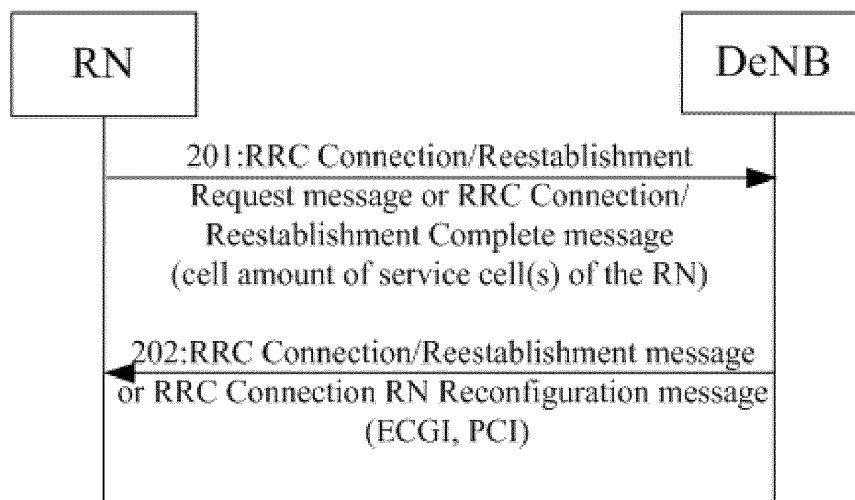 RN
DeNB
201:RRC Connection/Reestablishment
Request message or RRC Connection/
Reestablishment Complete message
(cell amount of service cell(s) of the RN)
202:RRC Connection/Reestablishment message
or RRC Connection RN Reconfiguration message
(ECGI, PCI)